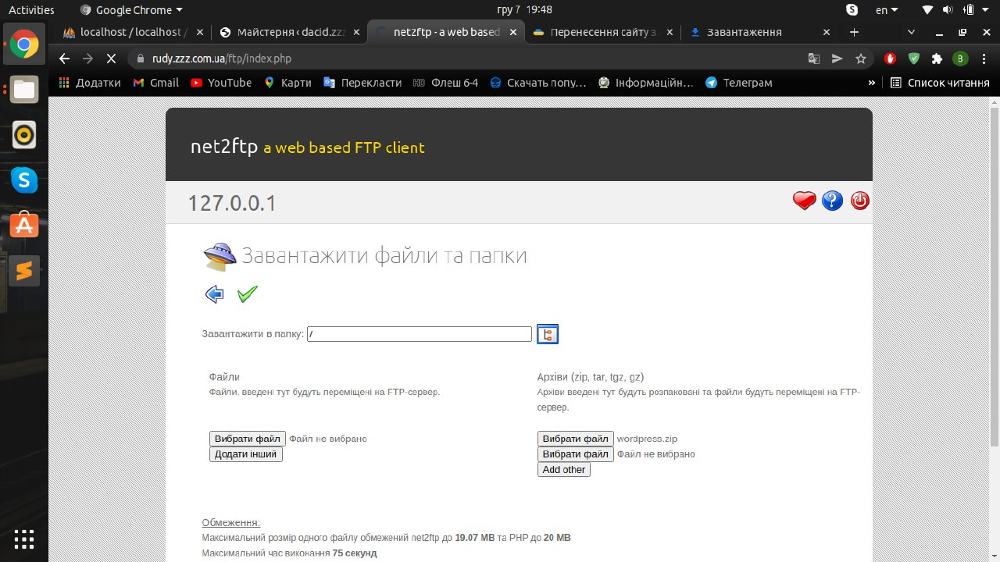 Activities Google Chrome гру 7 19:48 en
localhost / localhost / Майстерня ‹ dacid.zzz net2ftp - a web based Перенесення сайту з Завантаження
rudy.zzz.com.ua/ftp/index.php B
Додатки Gmail YouTube Карти Перекласти HD Флеш 6-4 Скачать попу... Інформаційн... Телеграм » Список читання
net2ftp a web based FTP client
127.0.0.1
Завантажити файли та папки
Завантажити в папку: /
Файли
Файли, введені тут будуть переміщені на FTP-сервер.
Вибрати файл Файл не вибрано
Додати інший
Архіви (zip, tar, tgz, gz)
Архіви введені тут будуть розпаковані та файли будуть переміщені на FTP-
сервер.
Вибрати файл wordpress.zip
Вибрати файл Файл не вибрано
Add other
Обмеження:
Максимальний розмір одного файлу обмежений net2ftp до 19.07 MB та PHP до 20 MB
Максимальний час виконання 75 секунд